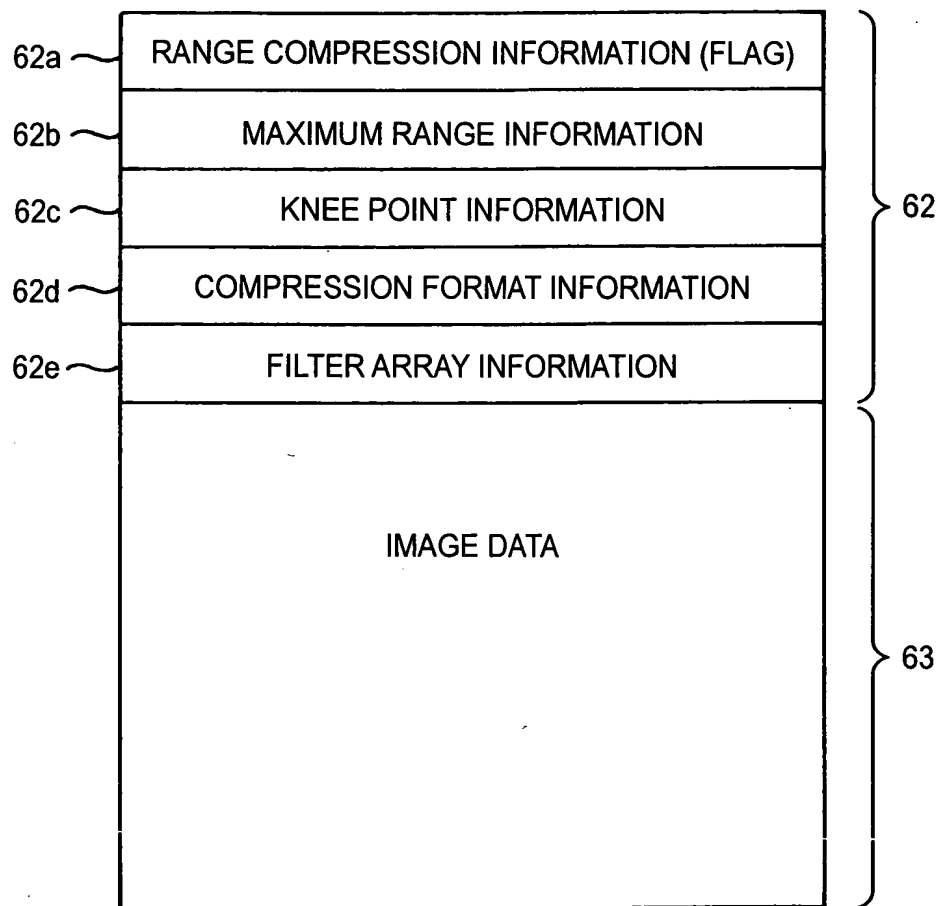 62a RANGE COMPRESSION INFORMATION (FLAG)
62b MAXIMUM RANGE INFORMATION
62c KNEE POINT INFORMATION
62
62d COMPRESSION FORMAT INFORMATION
62e FILTER ARRAY INFORMATION
IMAGE DATA
63